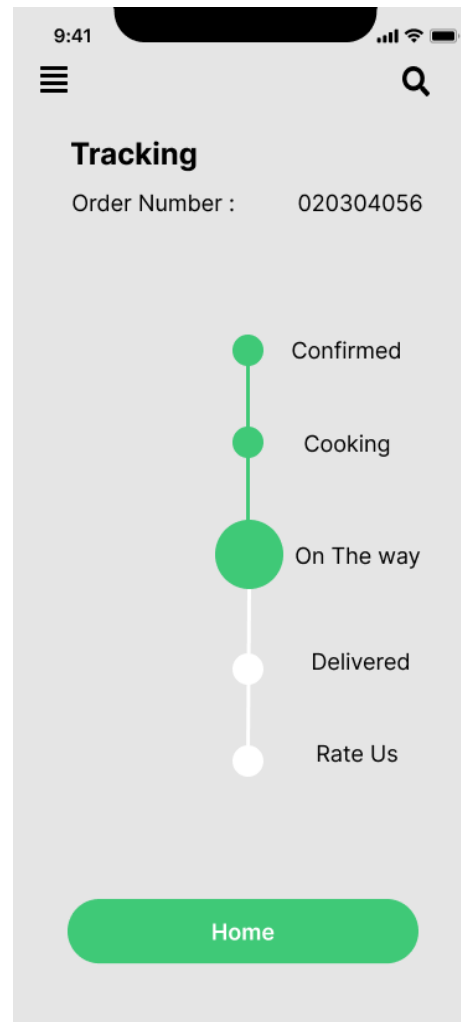 9:41
Tracking
Order Number : 020304056
Confirmed
Cooking
On The way
Delivered
Rate Us
Home